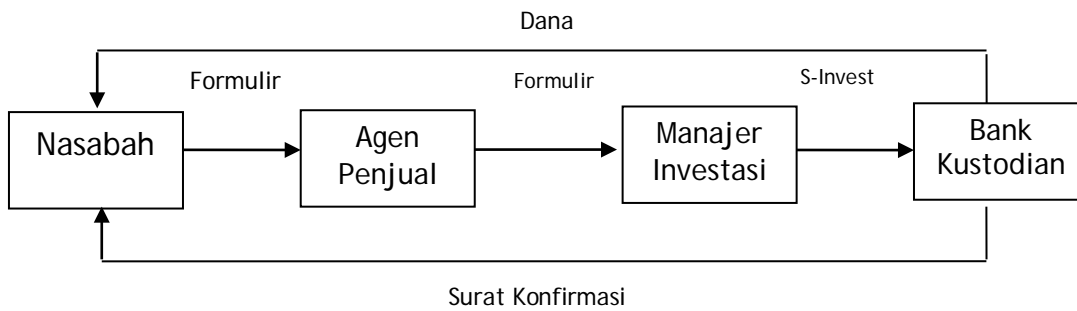 Dana
Formulir
Formulir
S-Invest
Nasabah
Agen
Penjual
Manajer
Investasi
Bank
Kustodian
Surat Konfirmasi